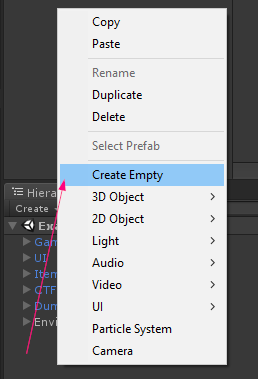 Copy
Paste
Rename
Duplicate
Delete
Select Prefab
Create Empty
3D Object
2D Object
Light
Audio
Video
UI
Particle System
Camera
Hiera
Create
Exa
Gam
UI
Item
CTF
Dum
Envi